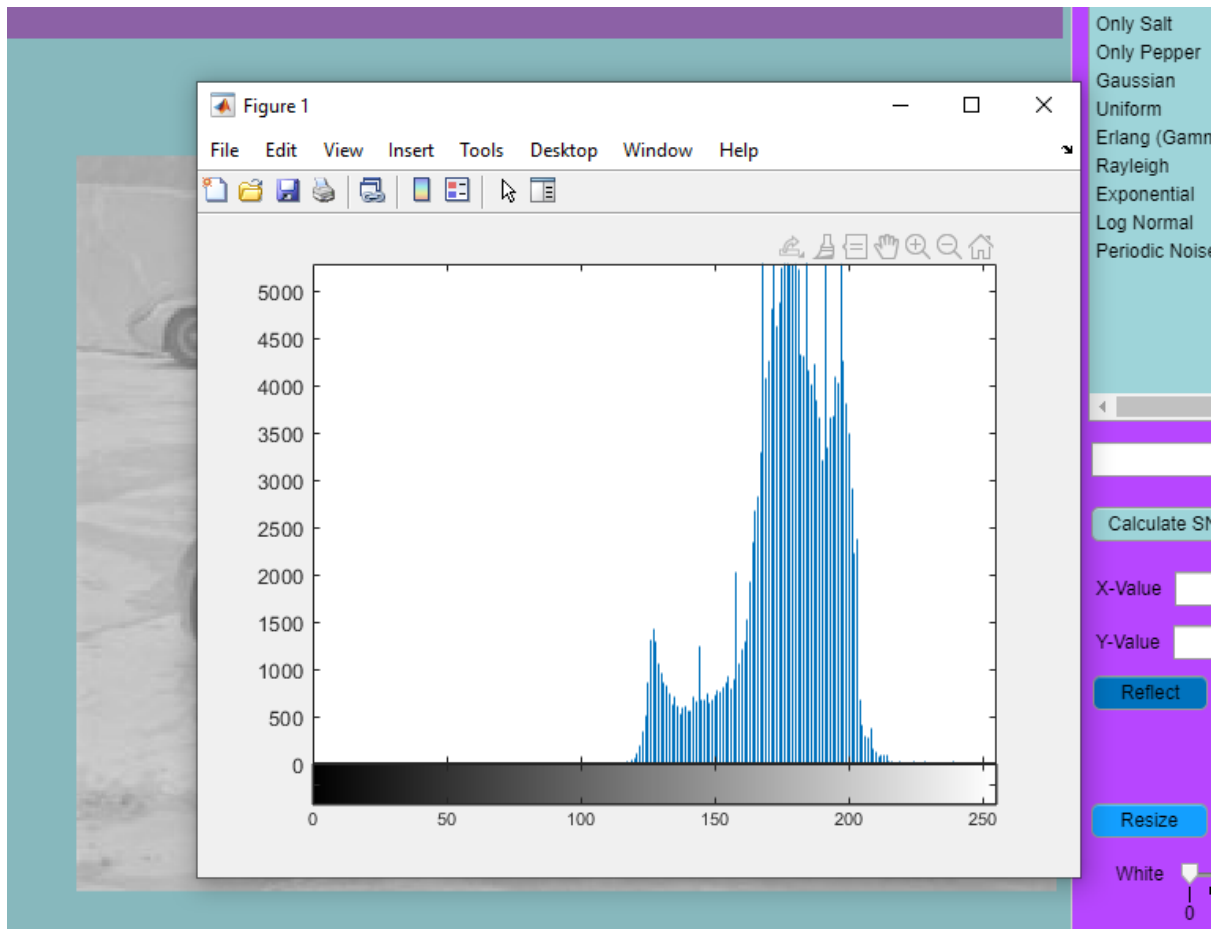 Only Salt
Only Pepper
Gaussian
Uniform
Erlang (Gamm
Rayleigh
Exponential
Log Normal
Periodic Noise
Figure 1
File Edit View Insert Tools Desktop Window Help
5000
4500
4000
3500
3000
2500
2000
1500
1000
500
0
0 50 100 150 200 250
Calculate SN
X-Value
Y-Value
Reflect
Resize
White
0